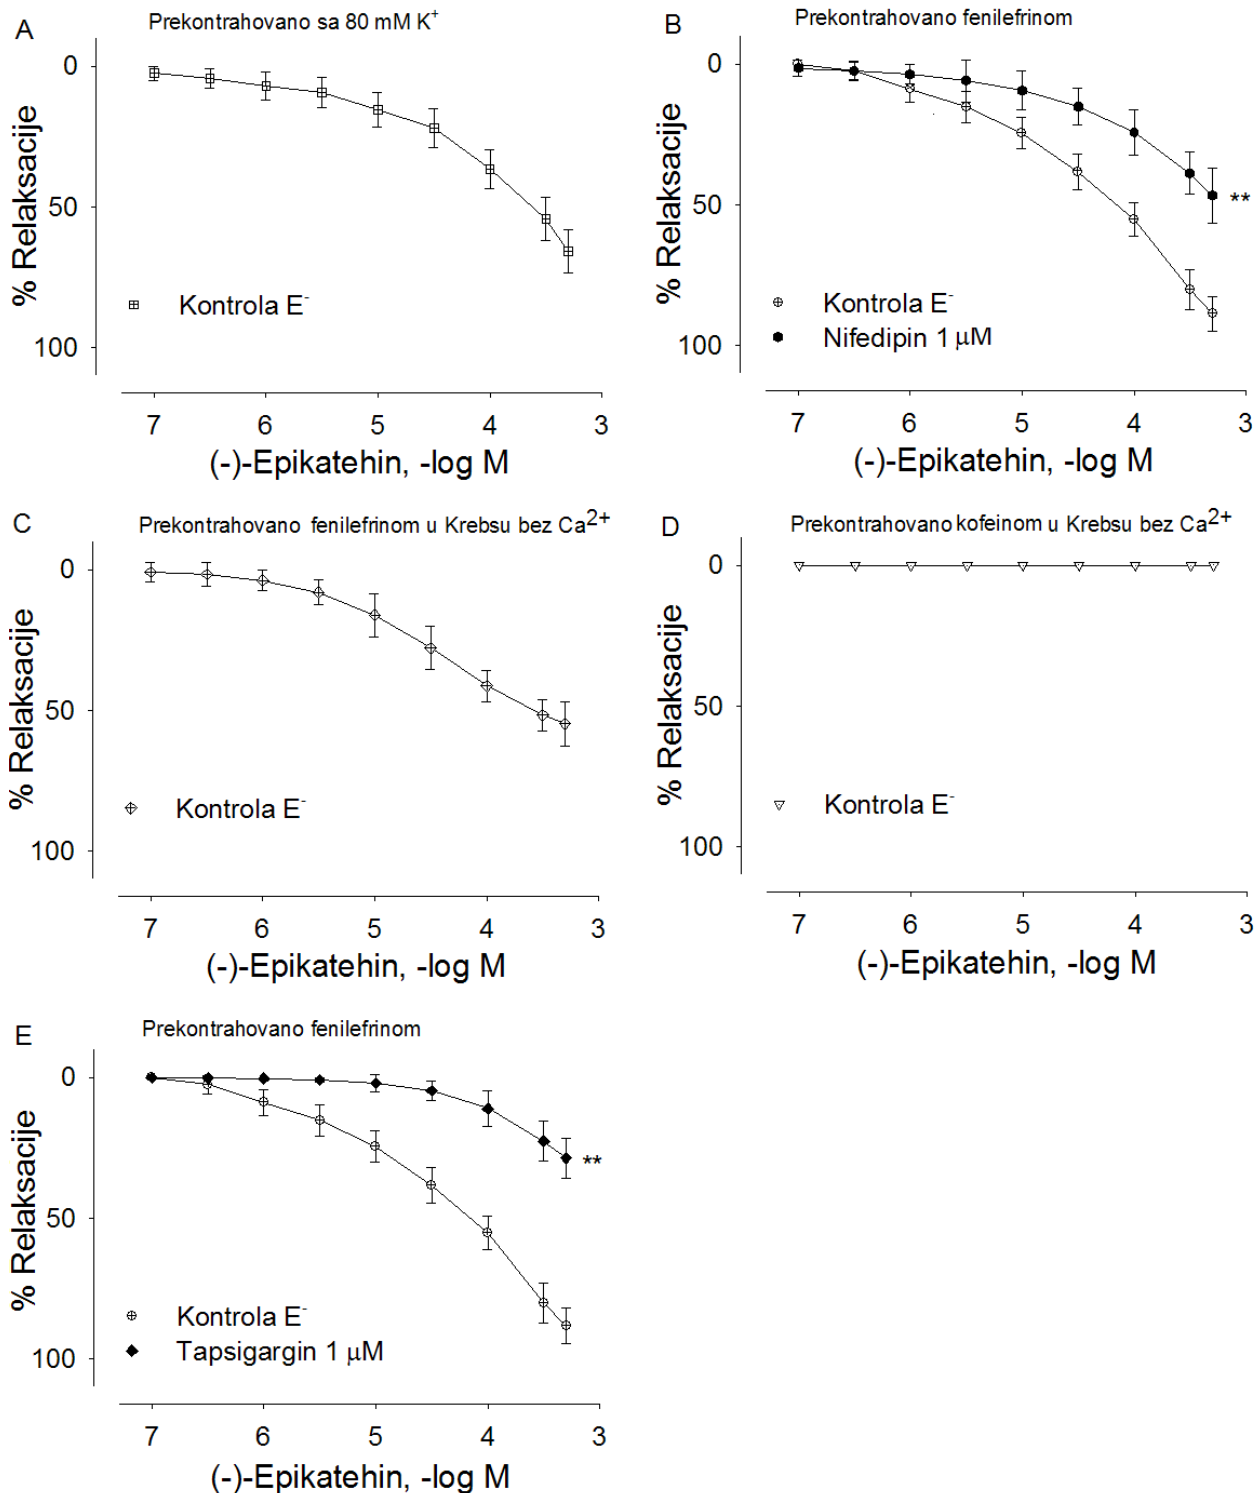 A
Prekontrahovano sa 80 mM K⁺
0
50
100
% Relaksacije
Kontrola E⁻
7 6 5 4 3
(-)-Epikatehin, -log M
B
Prekontrahovano fenilefrinom
0
50
100
% Relaksacije
**
Kontrola E⁻
Nifedipin 1 μM
7 6 5 4 3
(-)-Epikatehin, -log M
C
Prekontrahovano fenilefrinom u Krebsu bez Ca²⁺
0
50
100
% Relaksacije
Kontrola E⁻
7 6 5 4 3
(-)-Epikatehin, -log M
D
Prekontrahovano kofeinom u Krebsu bez Ca²⁺
0
50
100
% Relaksacije
Kontrola E⁻
7 6 5 4 3
(-)-Epikatehin, -log M
E
Prekontrahovano fenilefrinom
0
50
100
% Relaksacije
**
Kontrola E⁻
Tapsigargin 1 μM
7 6 5 4 3
(-)-Epikatehin, -log M